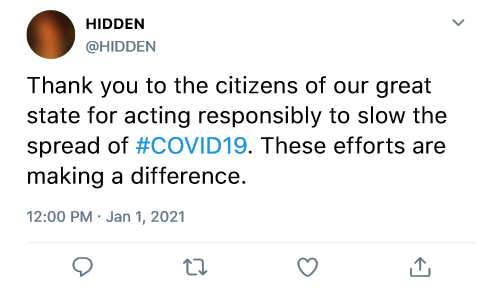 HIDDEN
@HIDDEN
Thank you to the citizens of our great
state for acting responsibly to slow the
spread of #COVID19. These efforts are
making a difference.
12:00 PM · Jan 1, 2021